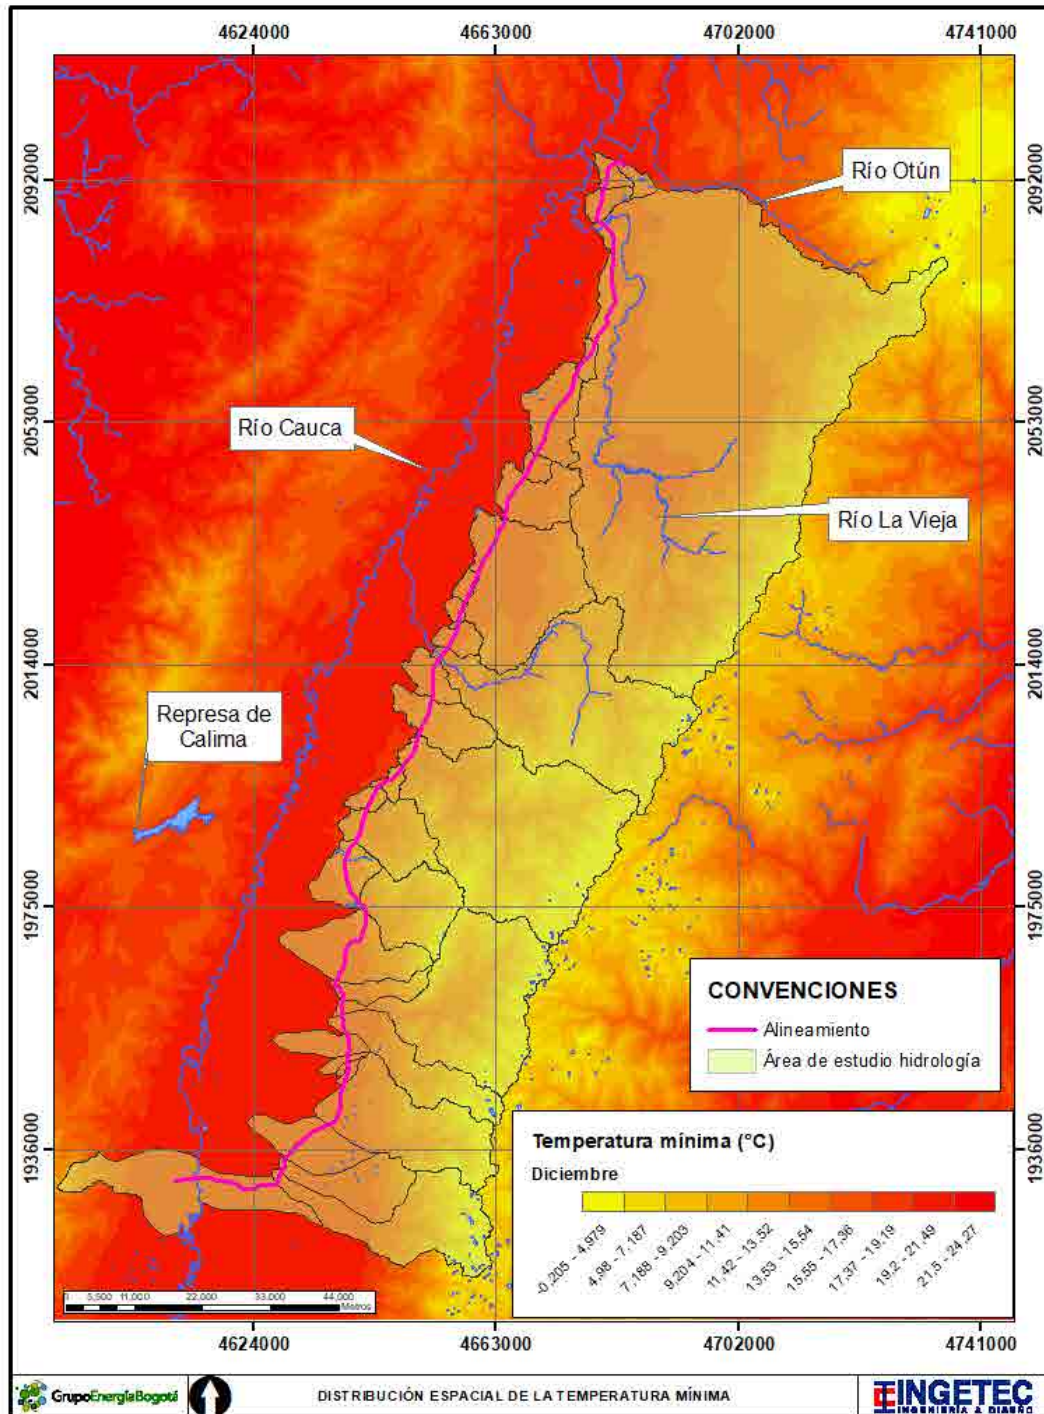 4624000 4663000 4702000 4741000
2092000 2092000
Río Otún
2053000 2053000
Río Cauca
Río La Vieja
2014000 2014000
Represa de
Calima
1975000 1975000
CONVENCIONES
Alineamiento
Área de estudio hidrología
1936000 1936000
Temperatura mínima (°C)
Diciembre
-0,205 - 4,979
4,98 - 7,187
7,188 - 9,203
9,204 - 11,41
11,42 - 13,52
13,53 - 15,54
15,55 - 17,36
17,37 - 19,19
19,2 - 21,49
21,5 - 24,27
0 5,500 11,000 22,000 33,000 44,000
Metros
4624000 4663000 4702000 4741000
GrupoEnergíaBogotá
DISTRIBUCIÓN ESPACIAL DE LA TEMPERATURA MÍNIMA
INGETEC
INGENIERÍA & DISEÑO